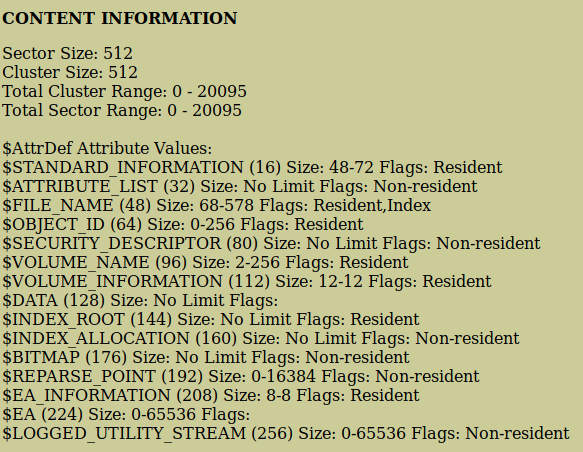 CONTENT INFORMATION
Sector Size: 512
Cluster Size: 512
Total Cluster Range: 0 - 20095
Total Sector Range: 0 - 20095
$AttrDef Attribute Values:
$STANDARD_INFORMATION (16) Size: 48-72 Flags: Resident
$ATTRIBUTE_LIST (32) Size: No Limit Flags: Non-resident
$FILE_NAME (48) Size: 68-578 Flags: Resident,Index
$OBJECT_ID (64) Size: 0-256 Flags: Resident
$SECURITY_DESCRIPTOR (80) Size: No Limit Flags: Non-resident
$VOLUME_NAME (96) Size: 2-256 Flags: Resident
$VOLUME_INFORMATION (112) Size: 12-12 Flags: Resident
$DATA (128) Size: No Limit Flags:
$INDEX_ROOT (144) Size: No Limit Flags: Resident
$INDEX_ALLOCATION (160) Size: No Limit Flags: Non-resident
$BITMAP (176) Size: No Limit Flags: Non-resident
$REPARSE_POINT (192) Size: 0-16384 Flags: Non-resident
$EA_INFORMATION (208) Size: 8-8 Flags: Resident
$EA (224) Size: 0-65536 Flags:
$LOGGED_UTILITY_STREAM (256) Size: 0-65536 Flags: Non-resident